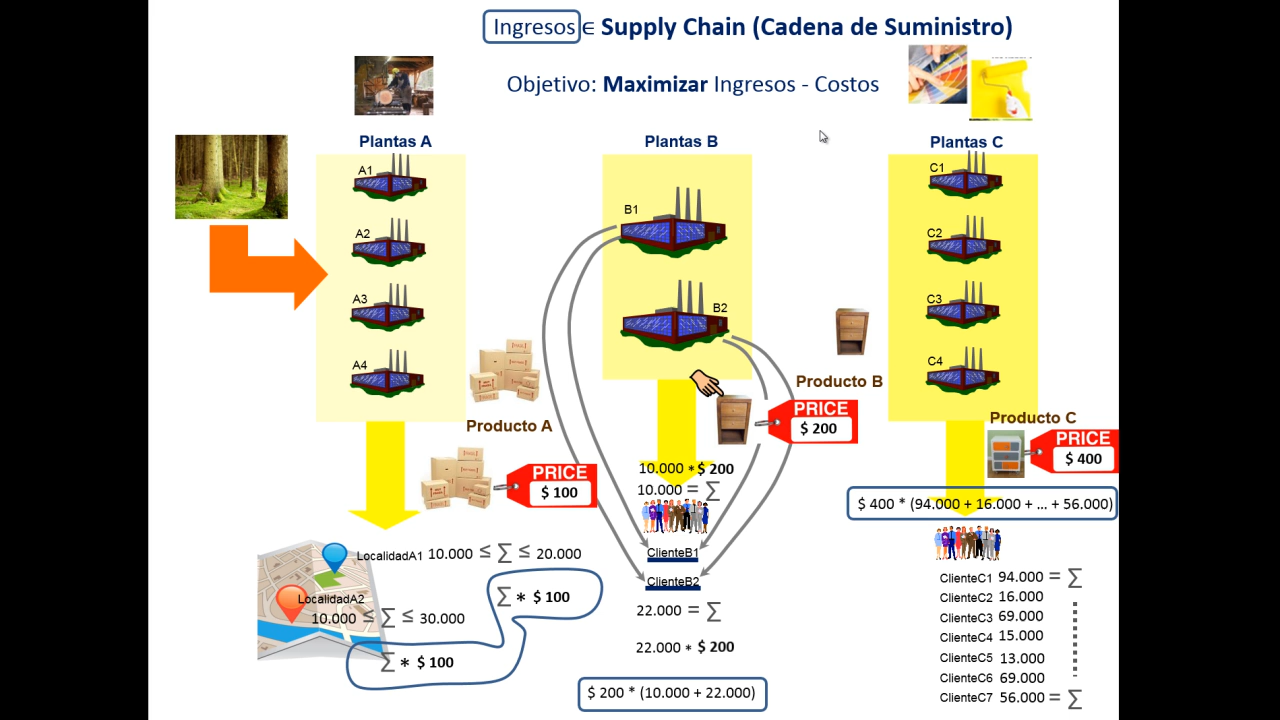 Ingresos ∈ Supply Chain (Cadena de Suministro)
Objetivo: Maximizar Ingresos - Costos
Plantas A
A1
A2
A3
A4
Producto A
PRICE
$ 100
LocalidadA1 10.000 ≤ ∑ ≤ 20.000
LocalidadA2
10.000 ≤ ∑ ≤ 30.000
∑ * $ 100
∑ * $ 100
Plantas B
B1
B2
Producto B
PRICE
$ 200
10.000 * $ 200
10.000 = ∑
ClienteB1
ClienteB2
22.000 = ∑
22.000 * $ 200
$ 200 * (10.000 + 22.000)
Plantas C
C1
C2
C3
C4
Producto C
PRICE
$ 400
$ 400 * (94.000 + 16.000 + ... + 56.000)
ClienteC1 94.000 = ∑
ClienteC2 16.000
ClienteC3 69.000
ClienteC4 15.000
ClienteC5 13.000
ClienteC6 69.000
ClienteC7 56.000 = ∑